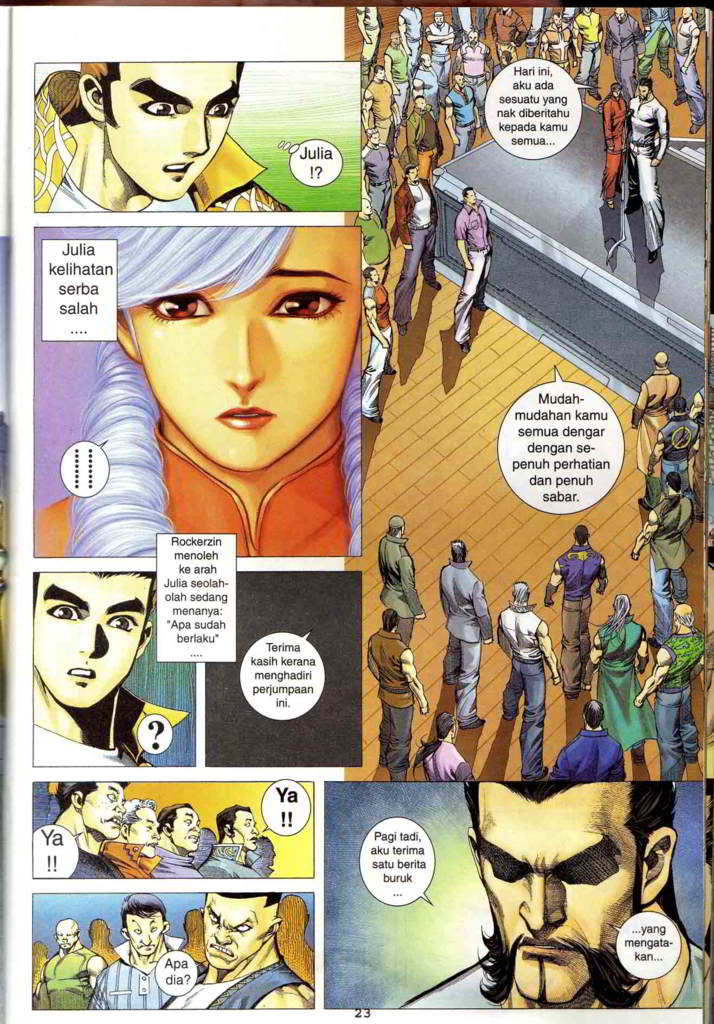 Julia
!?
Julia
kelihatan
serba
salah
....
Rockerzin
menoleh
ke arah
Julia seolah-
olah sedang
menanya:
"Apa sudah
berlaku"
....
?
Terima
kasih kerana
menghadiri
perjumpaan
ini.
Hari ini,
aku ada
sesuatu yang
nak diberitahu
kepada kamu
semua...
Mudah-
mudahan kamu
semua dengar
dengan se-
penuh perhatian
dan penuh
sabar.
Ya
!!
Ya
!!
Apa
dia?
Pagi tadi,
aku terima
satu berita
buruk
...
...yang
mengata-
kan...
23